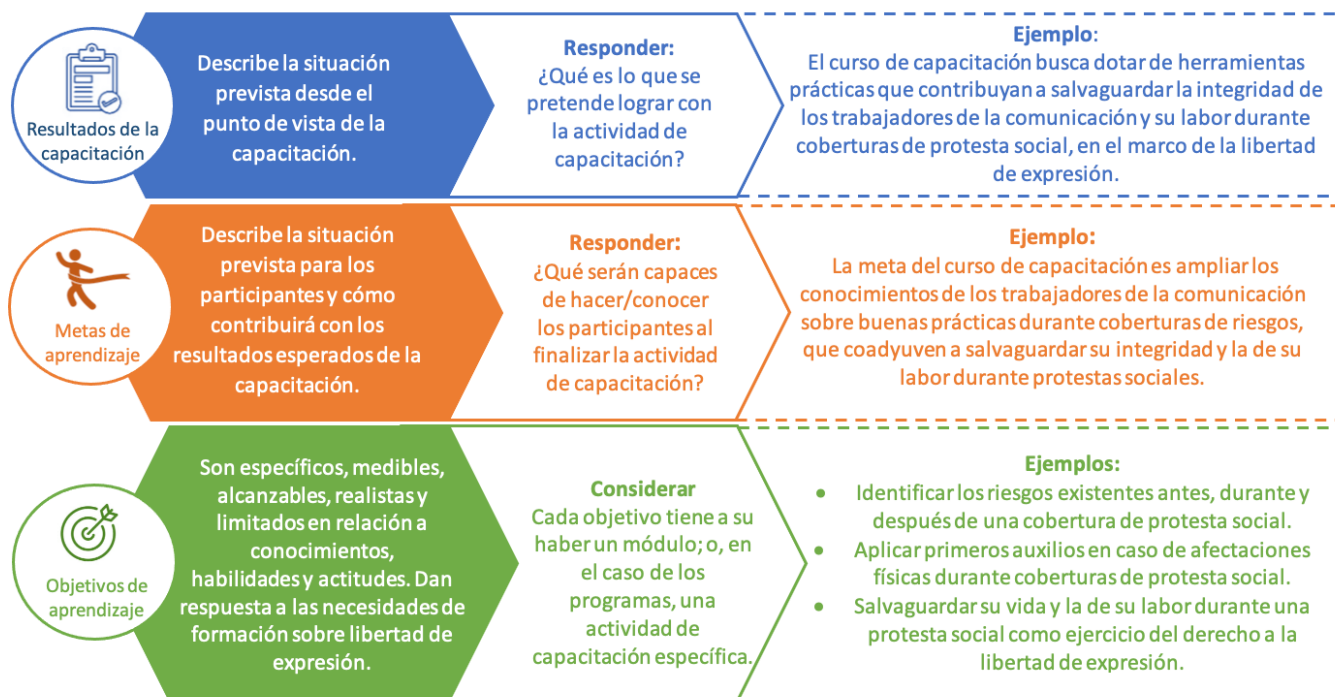 Resultados de la
capacitación
Describe la situación
prevista desde el
punto de vista de la
capacitación.
Responder:
¿Qué es lo que se
pretende lograr con
la actividad de
capacitación?
Ejemplo:
El curso de capacitación busca dotar de herramientas
prácticas que contribuyan a salvaguardar la integridad de
los trabajadores de la comunicación y su labor durante
coberturas de protesta social, en el marco de la libertad
de expresión.
Metas de
aprendizaje
Describe la situación
prevista para los
participantes y cómo
contribuirá con los
resultados esperados de la
capacitación.
Responder:
¿Qué serán capaces
de hacer/conocer
los participantes al
finalizar la actividad
de capacitación?
Ejemplo:
La meta del curso de capacitación es ampliar los
conocimientos de los trabajadores de la comunicación
sobre buenas prácticas durante coberturas de riesgos,
que coadyuven a salvaguardar su integridad y la de su
labor durante protestas sociales.
Objetivos de
aprendizaje
Son específicos, medibles,
alcanzables, realistas y
limitados en relación a
conocimientos,
habilidades y actitudes. Dan
respuesta a las necesidades de
formación sobre libertad de
expresión.
Considerar
Cada objetivo tiene a su
haber un módulo; o, en
el caso de los
programas, una
actividad de
capacitación específica.
Ejemplos:
• Identificar los riesgos existentes antes, durante y
después de una cobertura de protesta social.
• Aplicar primeros auxilios en caso de afectaciones
físicas durante coberturas de protesta social.
• Salvaguardar su vida y la de su labor durante una
protesta social como ejercicio del derecho a la
libertad de expresión.